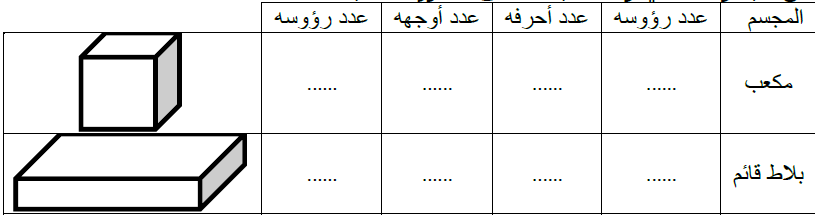 المجسم عدد رؤوسه عدد أحرفه عدد أوجهه عدد رؤوسه
مكعب ...... ...... ...... ......
بلاط قائم ...... ...... ...... ......